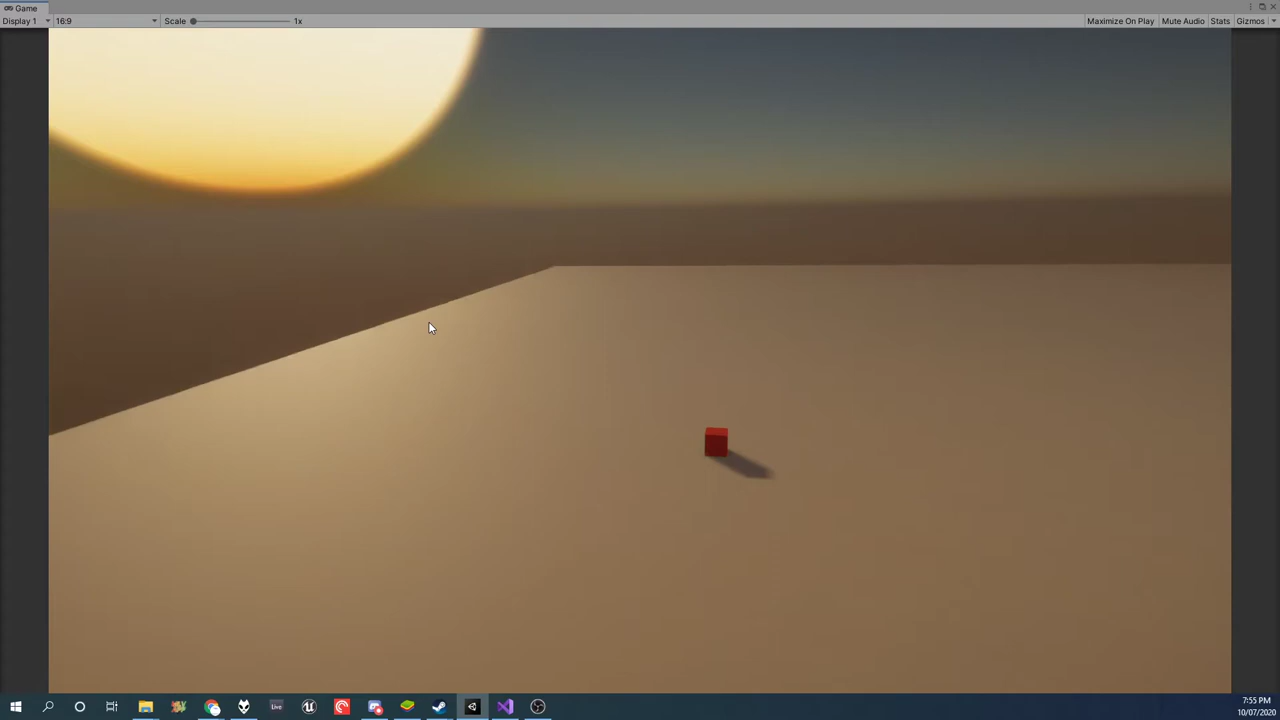 Game
Display 1 16:9 Scale 1x Maximize On Play Mute Audio Stats Gizmos
Live
7:55 PM
10/07/2020